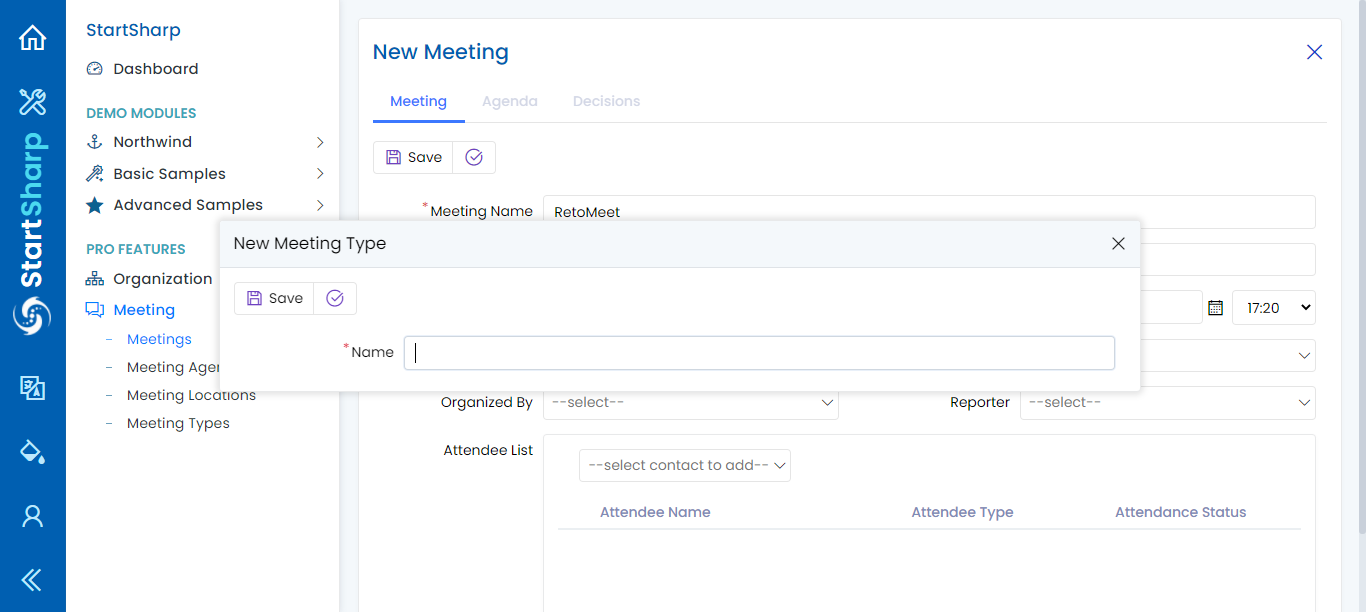 StartSharp
StartSharp
Dashboard
DEMO MODULES
Northwind
Basic Samples
Advanced Samples
PRO FEATURES
Organization
Meeting
Meetings
Meeting Agen
Meeting Locations
Meeting Types
New Meeting
Meeting Agenda Decisions
Save
*Meeting Name RetoMeet
17:20
New Meeting Type
Save
*Name
Organized By --select-- Reporter --select--
Attendee List
--select contact to add--
Attendee Name Attendee Type Attendance Status